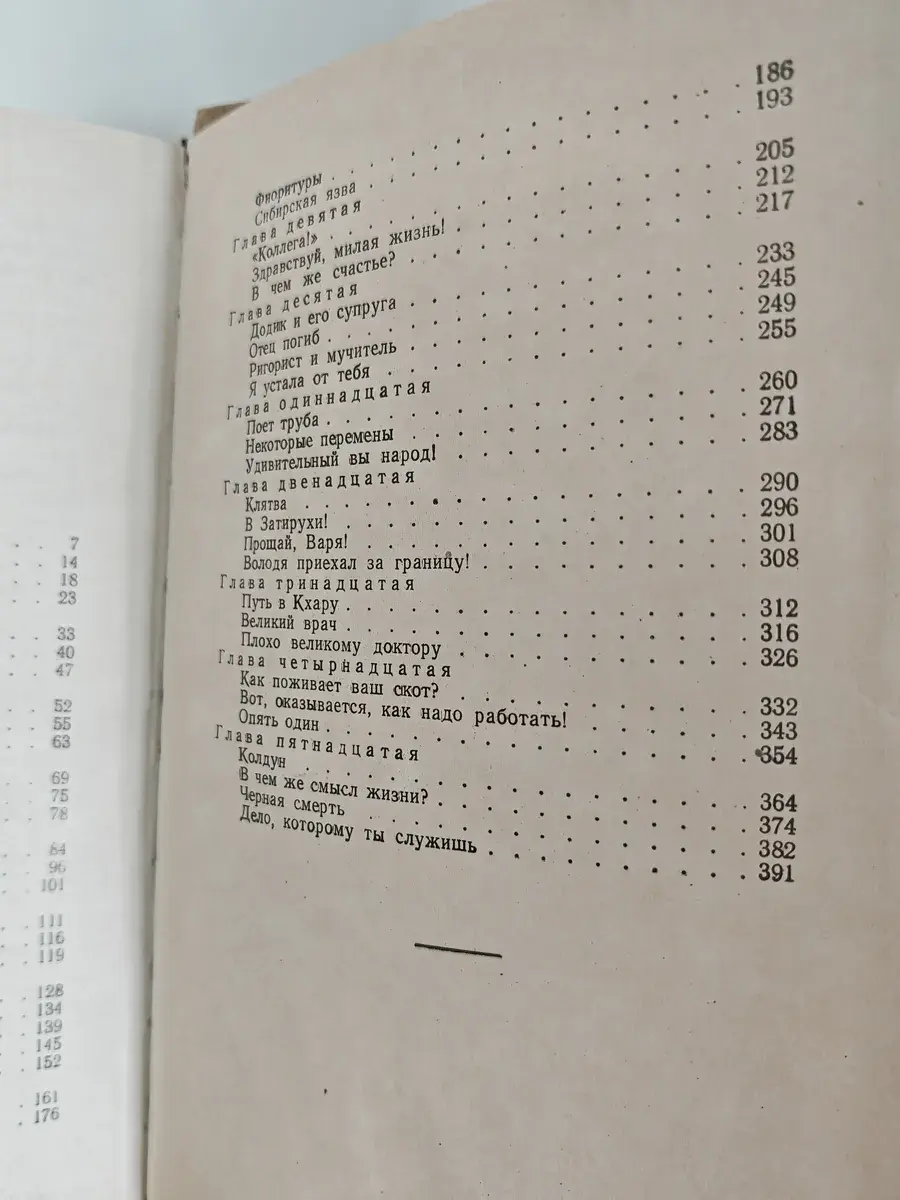 7
14
18
23
33
40
47
52
55
63
69
75
78
84
96
101
111
116
119
128
134
139
145
152
161
176
Фиоритуры . . . 186
Сибирская язва . . . 193
Глава девятая
«Коллега!» . . . 205
Здравствуй, милая жизнь! . . . 212
В чем же счастье? . . . 217
Глава десятая
Додик и его супруга . . . 233
Отец погиб . . . 245
Ригорист и мучитель . . . 249
Я устала от тебя . . . 255
Глава одиннадцатая
Поет труба . . . 260
Некоторые перемены . . . 271
Удивительный вы народ! . . . 283
Глава двенадцатая
Клятва . . . 290
В Затирухи! . . . 296
Прощай, Варя! . . . 301
Володя приехал за границу! . . . 308
Глава тринадцатая
Путь в Кхару . . . 312
Великий врач . . . 316
Плохо великому доктору . . . 326
Глава четырнадцатая
Как поживает ваш скот? . . . 332
Вот, оказывается, как надо работать! . . . 343
Опять один . . . 354
Глава пятнадцатая
Колдун . . . 364
В чем же смысл жизни? . . . 374
Черная смерть . . . 382
Дело, которому ты служишь . . . 391